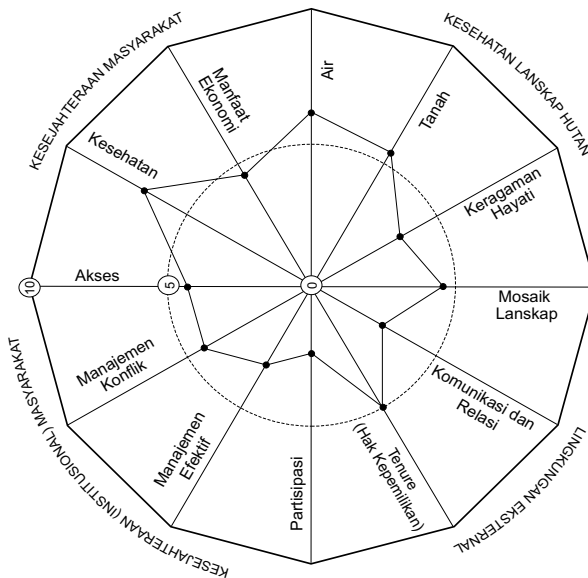 KESEJAHTERAAN MASYARAKAT
KESEHATAN LANSKAP HUTAN
LINGKUNGAN EKSTERNAL
KESEJAHTERAAN (INSTITUSIONAL) MASYARAKAT
Air
Tanah
Keragaman
Hayati
Mosaik
Lanskap
Komunikasi dan
Relasi
Tenure
(Hak Kepemilikan)
Partisipasi
Manajemen
Efektif
Manajemen
Konflik
Akses
Kesehatan
Manfaat
Ekonomi
10
5
0